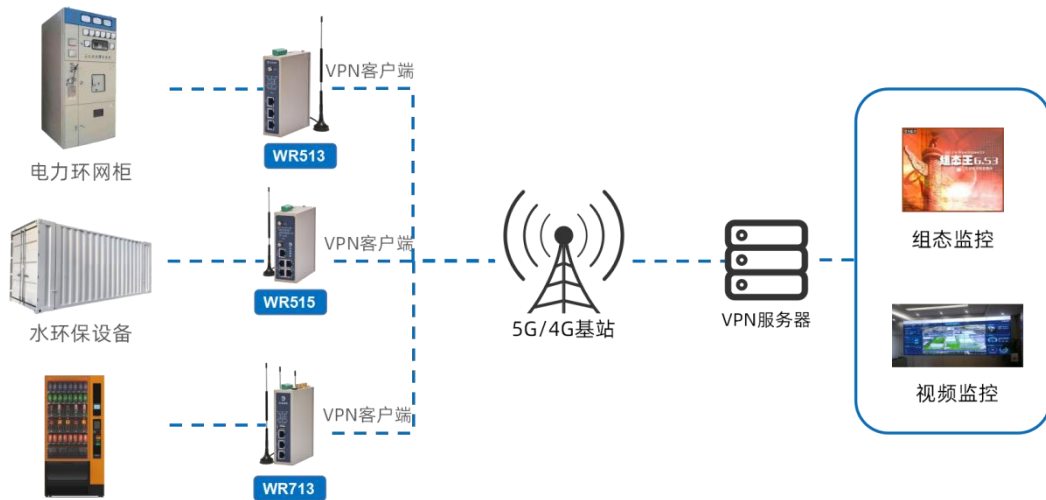 VPN客户端
WR513
电力环网柜
VPN客户端
WR515
水环保设备
VPN客户端
WR713
5G/4G基站
VPN服务器
组态王6.53
组态监控
视频监控